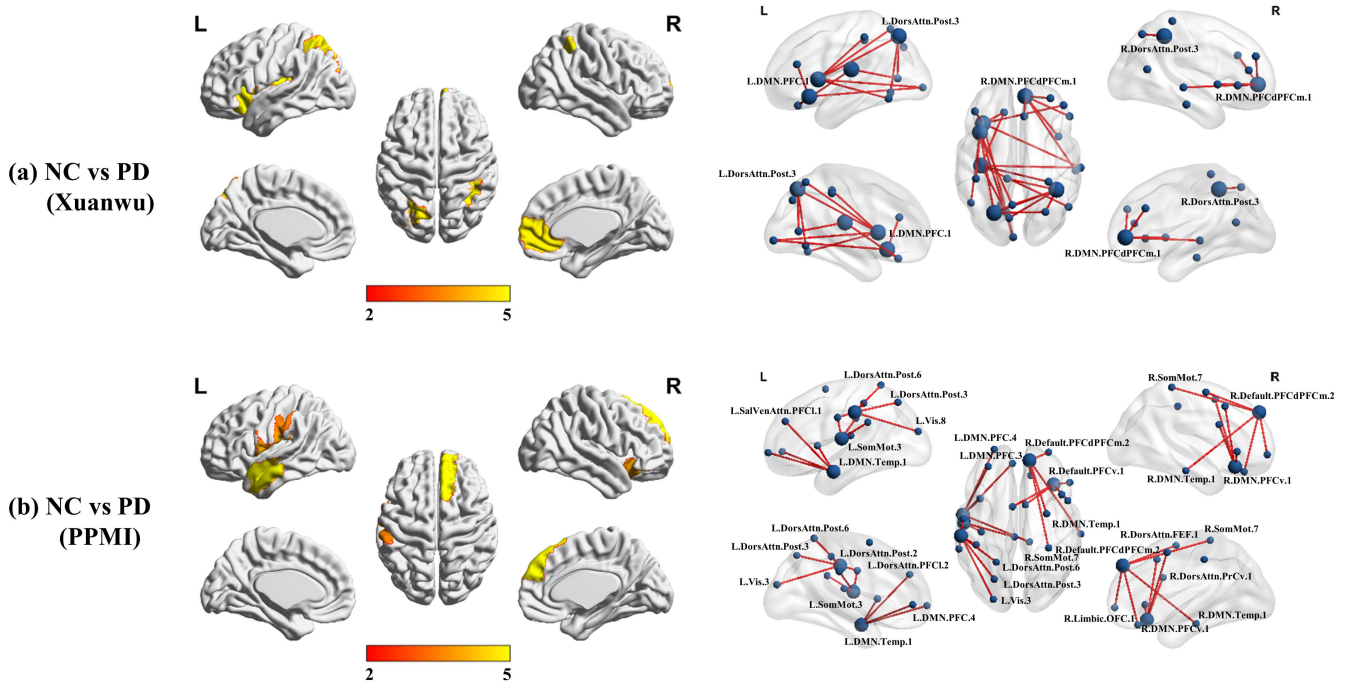 L
R
(a) NC vs PD
(Xuanwu)
2
5
L
R
L.DorsAttn.Post.3
L.DMN.PFC.1
R.DorsAttn.Post.3
R.DMN.PFCdPFCm.1
R.DMN.PFCdPFCm.1
L.DorsAttn.Post.3
L.DMN.PFC.1
R.DorsAttn.Post.3
R.DMN.PFCdPFCm.1
L
R
(b) NC vs PD
(PPMI)
2
5
L
R
L.DorsAttn.Post.6
L.DorsAttn.Post.3
L.SalVenAttn.PFCl.1
L.Vis.8
L.SomMot.3
L.DMN.Temp.1
R.SomMot.7
R.Default.PFCdPFCm.2
R.DMN.Temp.1
R.DMN.PFCv.1
L.DMN.PFC.4
R.Default.PFCdPFCm.2
L.DMN.PFC.3
R.Default.PFCv.1
R.DMN.Temp.1
R.Default.PFCdPFCm.2
R.SomMot.7
L.DorsAttn.Post.6
L.DorsAttn.Post.3
L.Vis.3
L.DorsAttn.Post.6
L.DorsAttn.Post.3
L.DorsAttn.Post.2
L.DorsAttn.PFCl.2
L.Vis.3
L.SomMot.3
L.DMN.PFC.4
L.DMN.Temp.1
R.DorsAttn.FEF.1
R.SomMot.7
R.DorsAttn.PrCv.1
R.Limbic.OFC.1
R.DMN.Temp.1
R.DMN.PFCv.1